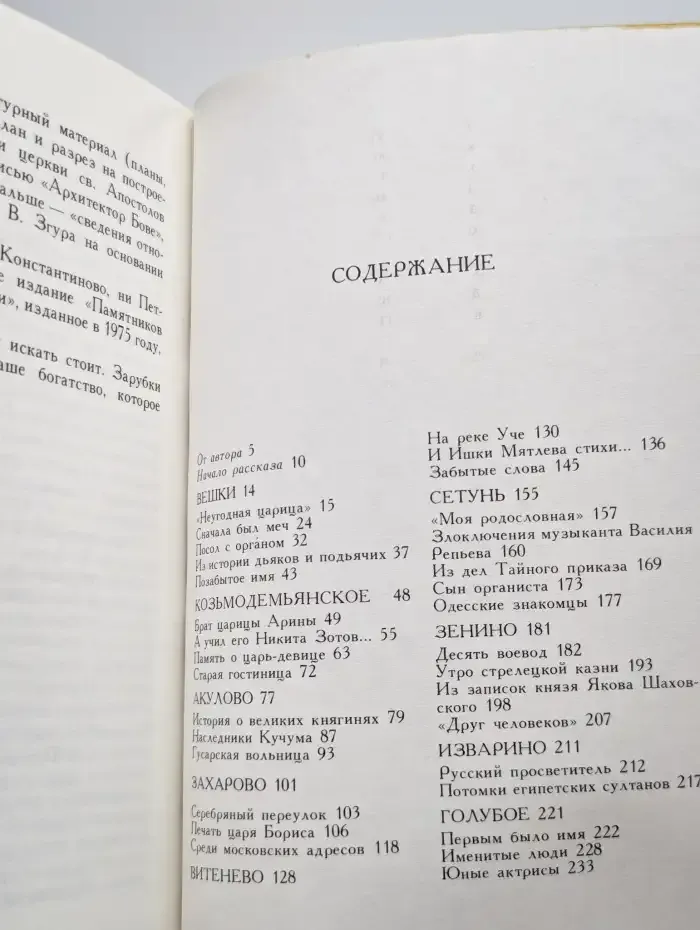 турный материал (планы,
лан и разрез на построе-
и церкви св. Апостолов
исью «Архитектор Бове»,
альше — «сведения отно-
В. Згура на основании
Константиново, ни Пет-
е издание «Памятников
и», изданное в 1975 году,
искать стоит. Зарубки
аше богатство, которое
СОДЕРЖАНИЕ
От автора 5
Начало рассказа 10
ВЕШКИ 14
«Неугодная царица» 15
Сначала был меч 24
Посол с органом 32
Из истории дьяков и подьячих 37
Позабытое имя 43
КОЗЬМОДЕМЬЯНСКОЕ 48
Брат царицы Арины 49
А учил его Никита Зотов... 55
Память о царь-девице 63
Старая гостиница 72
АКУЛОВО 77
История о великих княгинях 79
Наследники Кучума 87
Гусарская вольница 93
ЗАХАРОВО 101
Серебряный переулок 103
Печать царя Бориса 106
Среди московских адресов 118
ВИТЕНЕВО 128
На реке Уче 130
И Ишки Мятлева стихи... 136
Забытые слова 145
СЕТУНЬ 155
«Моя родословная» 157
Злоключения музыканта Василия
Репьева 160
Из дел Тайного приказа 169
Сын органиста 173
Одесские знакомцы 177
ЗЕНИНО 181
Десять воевод 182
Утро стрелецкой казни 193
Из записок князя Якова Шахов-
ского 198
«Друг человеков» 207
ИЗВАРИНО 211
Русский просветитель 212
Потомки египетских султанов 217
ГОЛУБОЕ 221
Первым было имя 222
Именитые люди 228
Юные актрисы 233